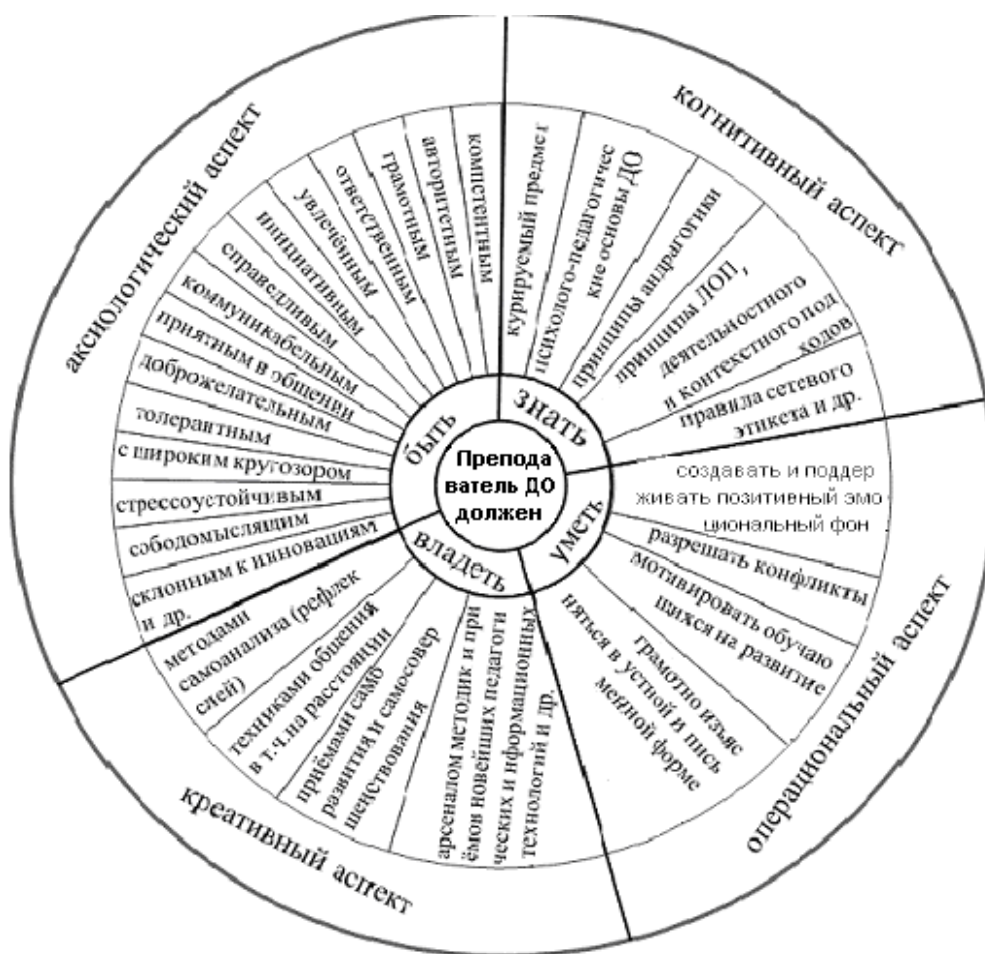 Препода
ватель ДО
должен
знать
уметь
владеть
быть
когнитивный аспект
курируемый предмет
психолого-педагогичес
кие основы ДО
принципы андрагогики
принципы ЛОП,
деятельностного
и контекстного под
ходов
правила сетевого
этикета и др.
операциональный аспект
создавать и поддер
живать позитивный эмо
циональный фон
разрешать конфликты
мотивировать обучаю
щихся на развитие
грамотно изъяс
няться в устной и пись
менной форме
креативный аспект
арсеналом методик и при
ёмов новейших педагоги
ческих и нформационных
технологий и др.
приёмами само
развития и самосовер
шенствования
техниками общения
в т.ч. на расстоянии
методами
самоанализа (рефлек
сией)
аксиологический аспект
склонным к инновациям
и др.
сободомыслящим
стрессоустойчивым
с широким кругозором
толерантным
доброжелательным
приятным в общении
коммуникабельным
справедливым
инициативным
увлечённым
ответственным
грамотным
авторитетным
компетентным